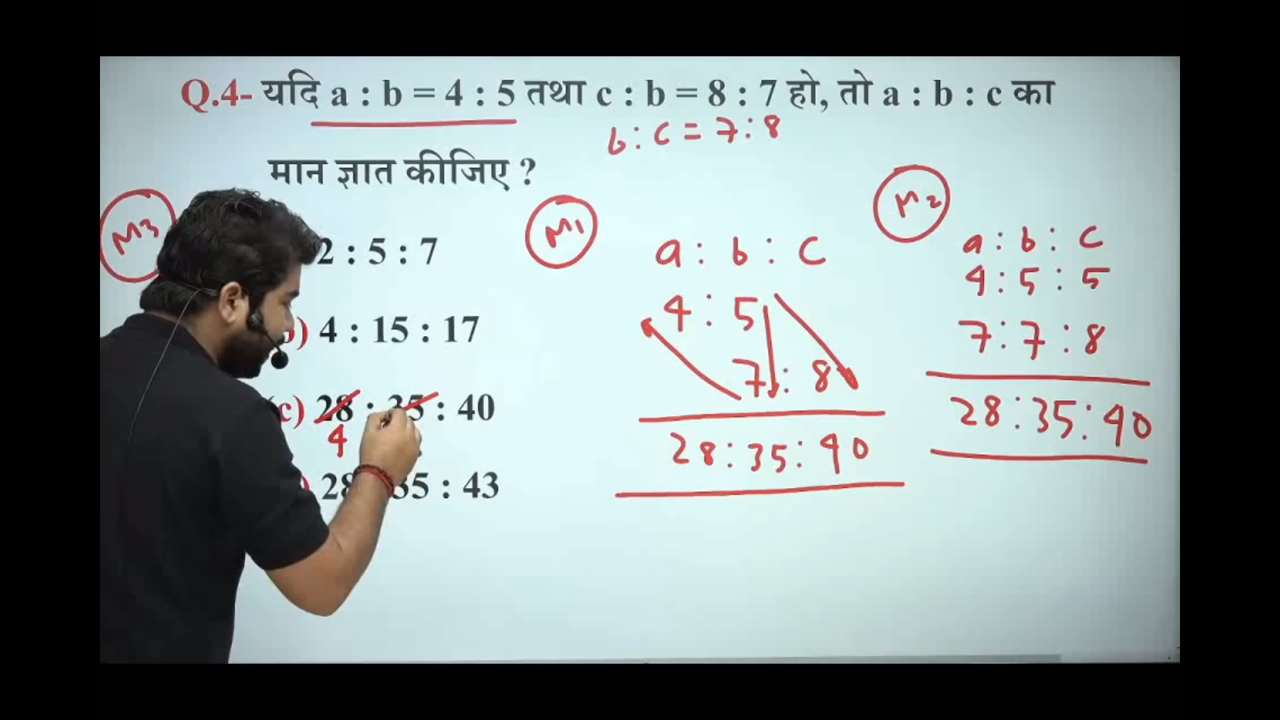 Q.4- यदि a : b = 4 : 5 तथा c : b = 8 : 7 हो, तो a : b : c का
b : c = 7 : 8
मान ज्ञात कीजिए ?
M3
2 : 5 : 7
) 4 : 15 : 17
(c) 28 : 35 : 40
4
35 : 43
M1
a : b : c
4 : 5
7 : 8
28 : 35 : 40
M2
a : b : c
4 : 5 : 5
7 : 7 : 8
28 : 35 : 40